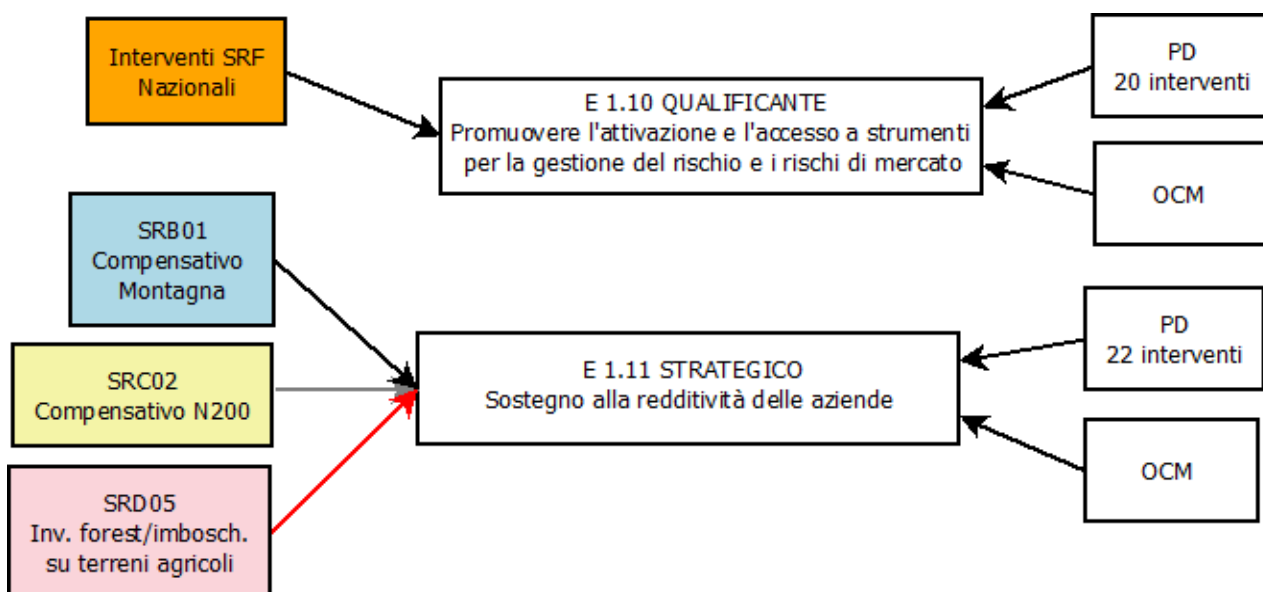 Interventi SRF
Nazionali
E 1.10 QUALIFICANTE
Promuovere l'attivazione e l'accesso a strumenti
per la gestione del rischio e i rischi di mercato
PD
20 interventi
OCM
SRB01
Compensativo
Montagna
SRC02
Compensativo N200
SRD05
Inv. forest/imbosch.
su terreni agricoli
E 1.11 STRATEGICO
Sostegno alla redditività delle aziende
PD
22 interventi
OCM